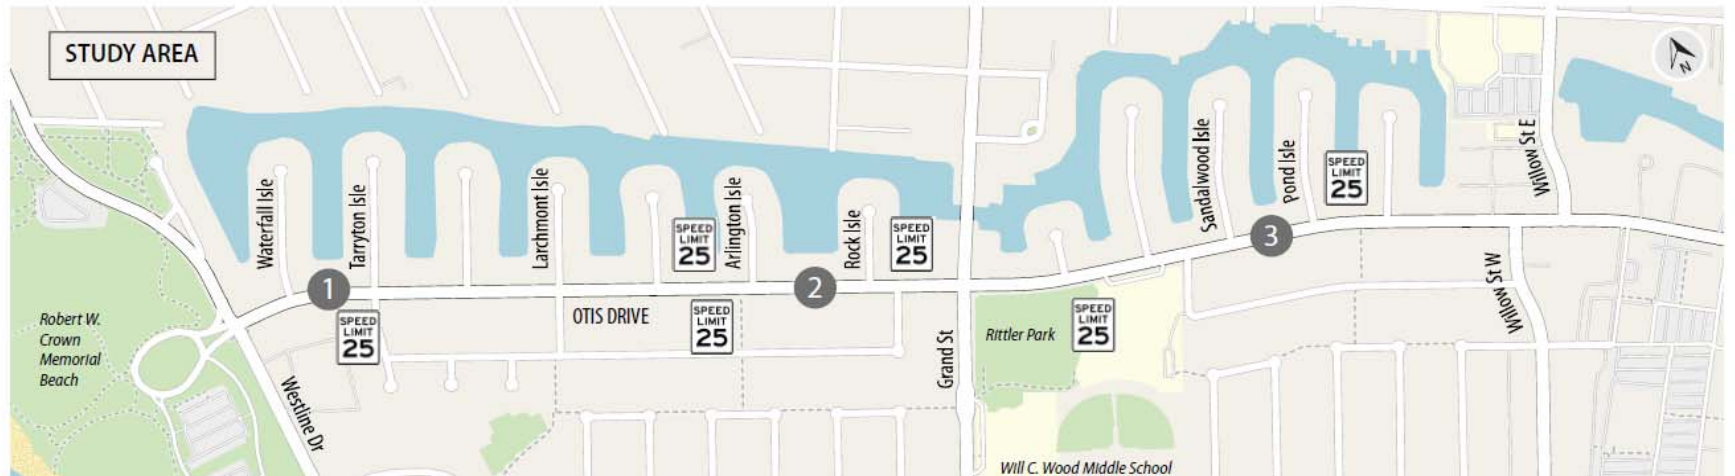 STUDY AREA
N
Waterfall Isle
Tarryton Isle
Larchmont Isle
SPEED
LIMIT
25
Arlington Isle
Rock Isle
SPEED
LIMIT
25
Sandalwood Isle
Pond Isle
SPEED
LIMIT
25
Willow St E
1
2
3
OTIS DRIVE
SPEED
LIMIT
25
SPEED
LIMIT
25
SPEED
LIMIT
25
Robert W.
Crown
Memorial
Beach
Westline Dr
Grand St
Rittler Park
Willow St W
Will C. Wood Middle School